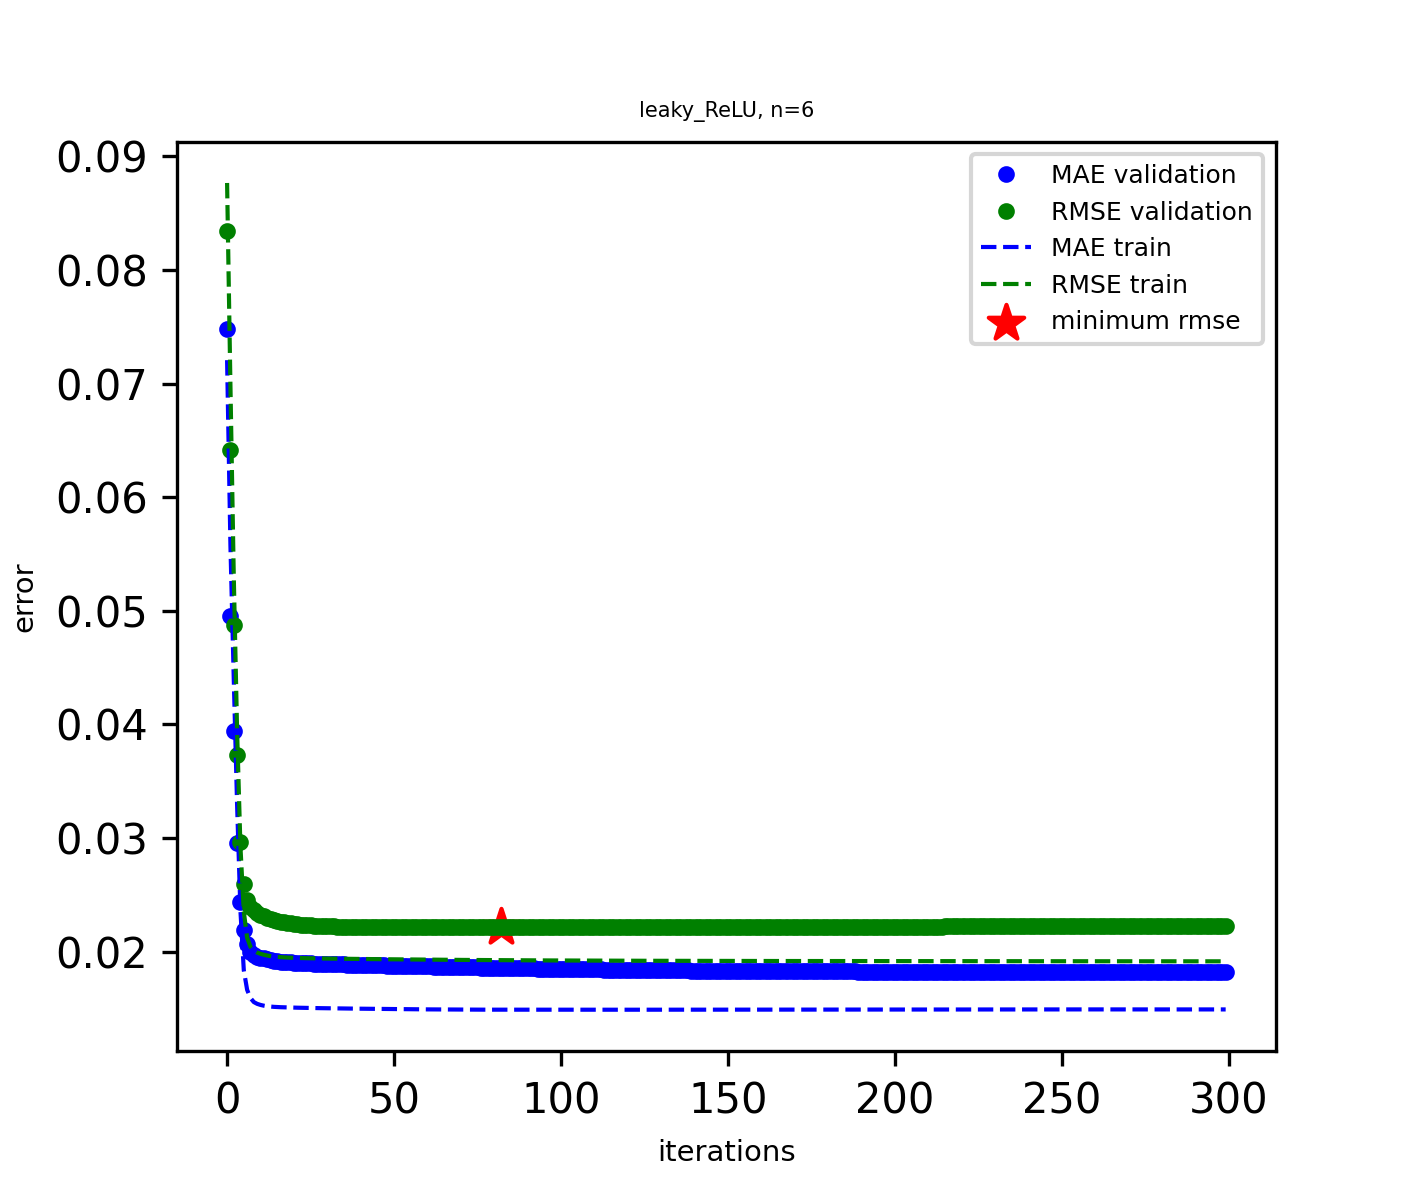 leaky_ReLU, n=6
0.09
0.08
0.07
0.06
0.05
0.04
0.03
0.02
error
MAE validation
RMSE validation
MAE train
RMSE train
minimum rmse
0 50 100 150 200 250 300
iterations